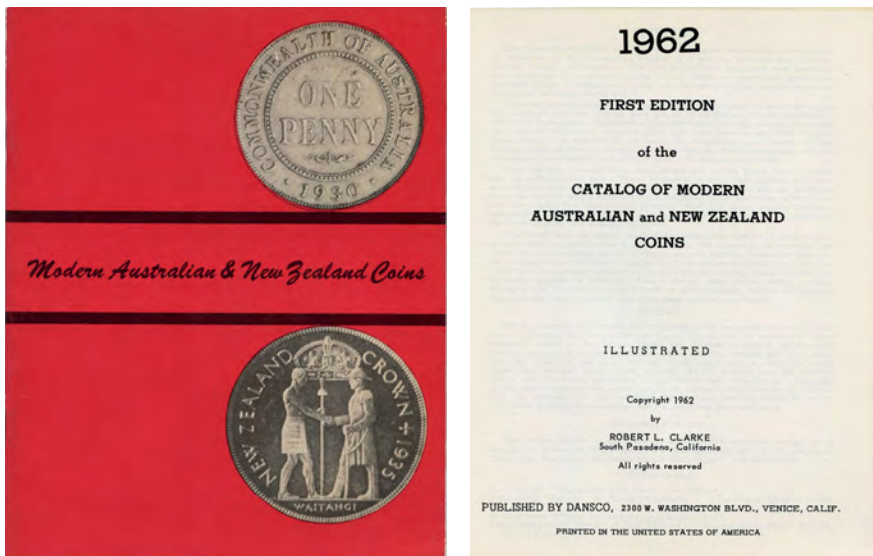 COMMONWEALTH OF AUSTRALIA
ONE
PENNY
· 1930 ·
Modern Australian & New Zealand Coins
NEW ZEALAND CROWN + 1935
WAITANGI
1962
FIRST EDITION
of the
CATALOG OF MODERN
AUSTRALIAN and NEW ZEALAND
COINS
ILLUSTRATED
Copyright 1962
by
ROBERT L. CLARKE
South Pasadena, California
All rights reserved
PUBLISHED BY DANSCO, 2300 W. WASHINGTON BLVD., VENICE, CALIF.
PRINTED IN THE UNITED STATES OF AMERICA